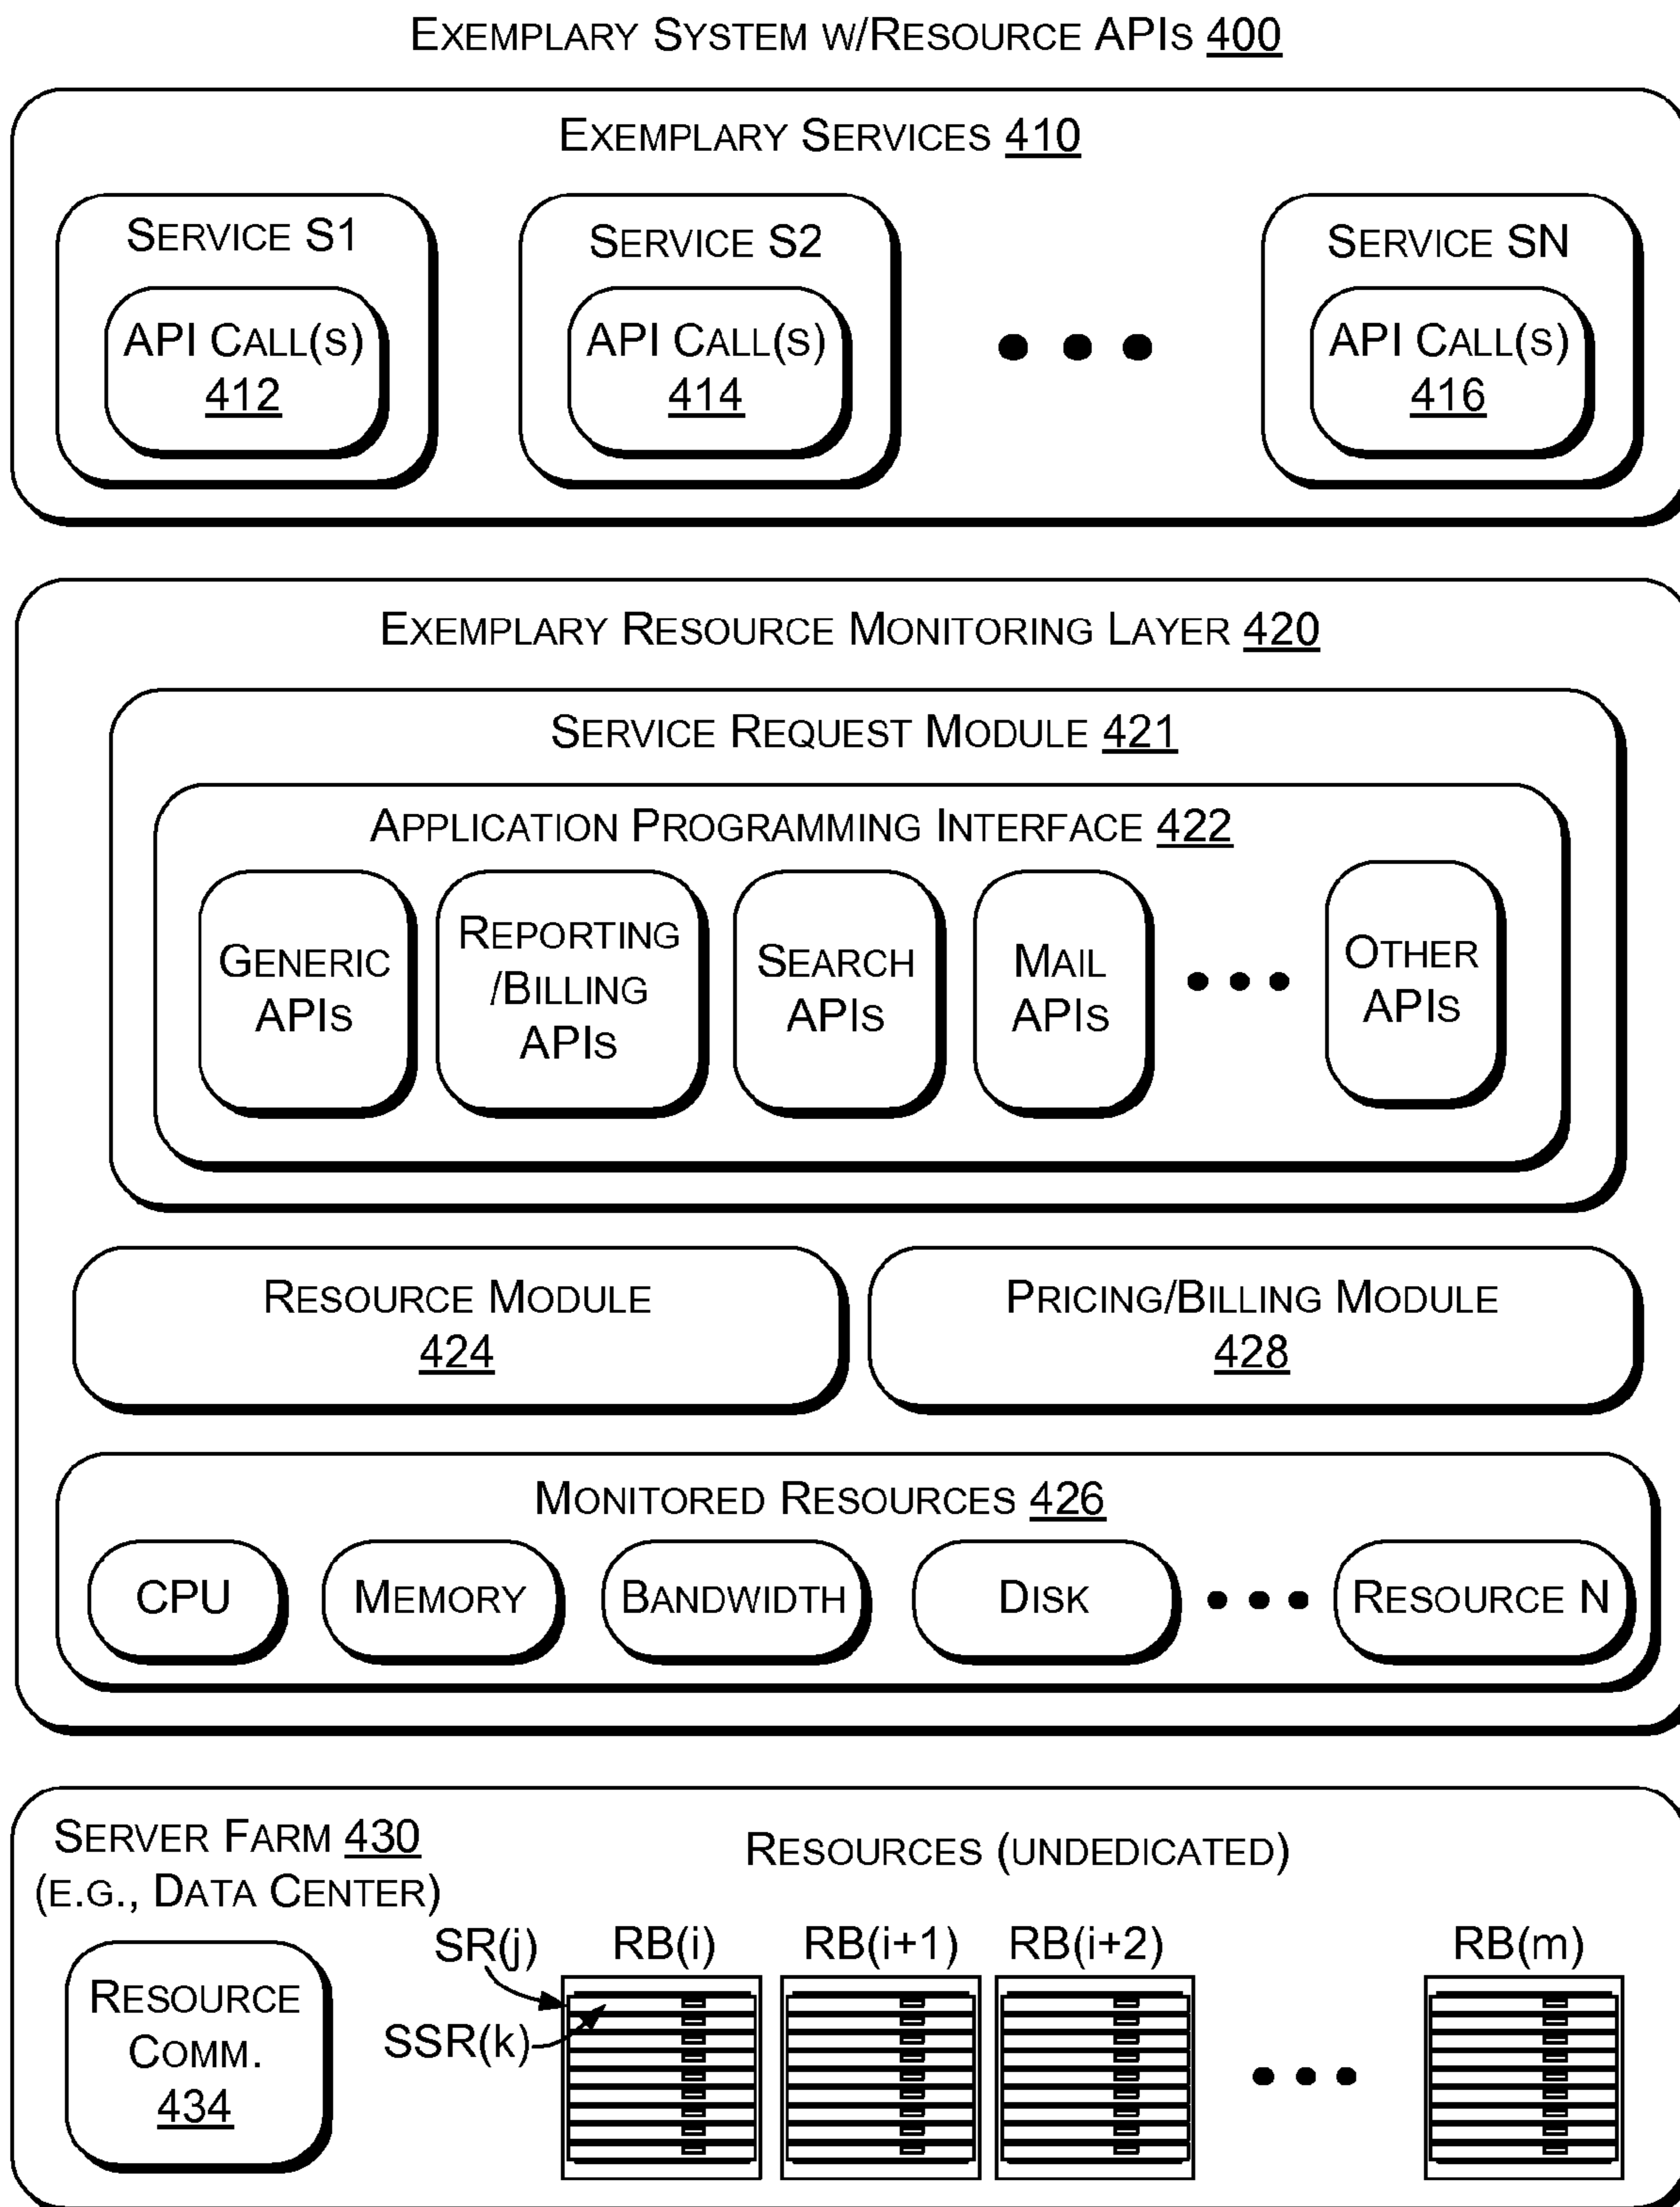 EXEMPLARY SYSTEM W/RESOURCE APIS 400
EXEMPLARY SERVICES 410
SERVICE S1
API CALL(S)
412
SERVICE S2
API CALL(S)
414
SERVICE SN
API CALL(S)
416
EXEMPLARY RESOURCE MONITORING LAYER 420
SERVICE REQUEST MODULE 421
APPLICATION PROGRAMMING INTERFACE 422
GENERIC
APIS
REPORTING
/BILLING
APIS
SEARCH
APIS
MAIL
APIS
OTHER
APIS
RESOURCE MODULE
424
PRICING/BILLING MODULE
428
MONITORED RESOURCES 426
CPU
MEMORY
BANDWIDTH
DISK
RESOURCE N
SERVER FARM 430
(E.G., DATA CENTER)
RESOURCES (UNDEDICATED)
RESOURCE
COMM.
434
SR(j)
SSR(k)
RB(i)
RB(i+1)
RB(i+2)
RB(m)